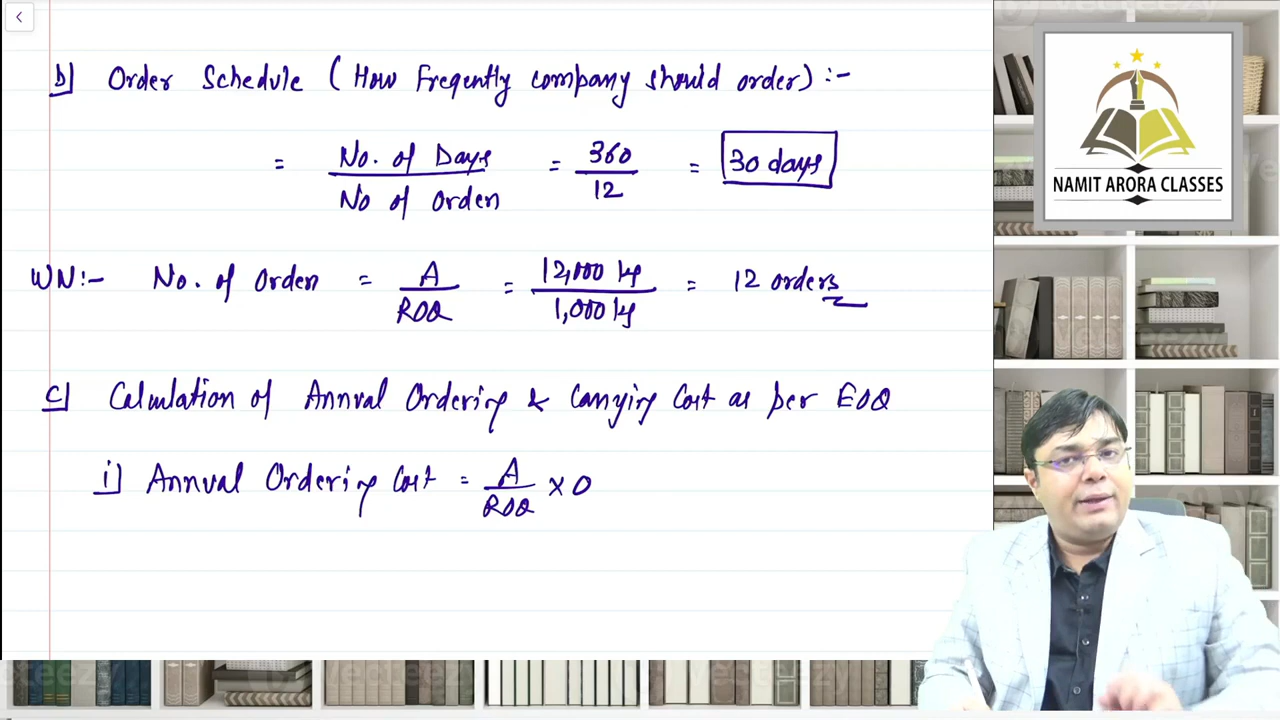 b] Order Schedule (How Freqently company should order) :-
= No. of Days / No of Orden = 360 / 12 = 30 days
WN:- No. of Orden = A / ROQ = 12,000 kg / 1,000 kg = 12 orders
c] Calculation of Annual Ordering & Carrying Cost as per EOQ
i] Annual Ordering Cost = A / ROQ × O
NAMIT ARORA CLASSES
vecteezy